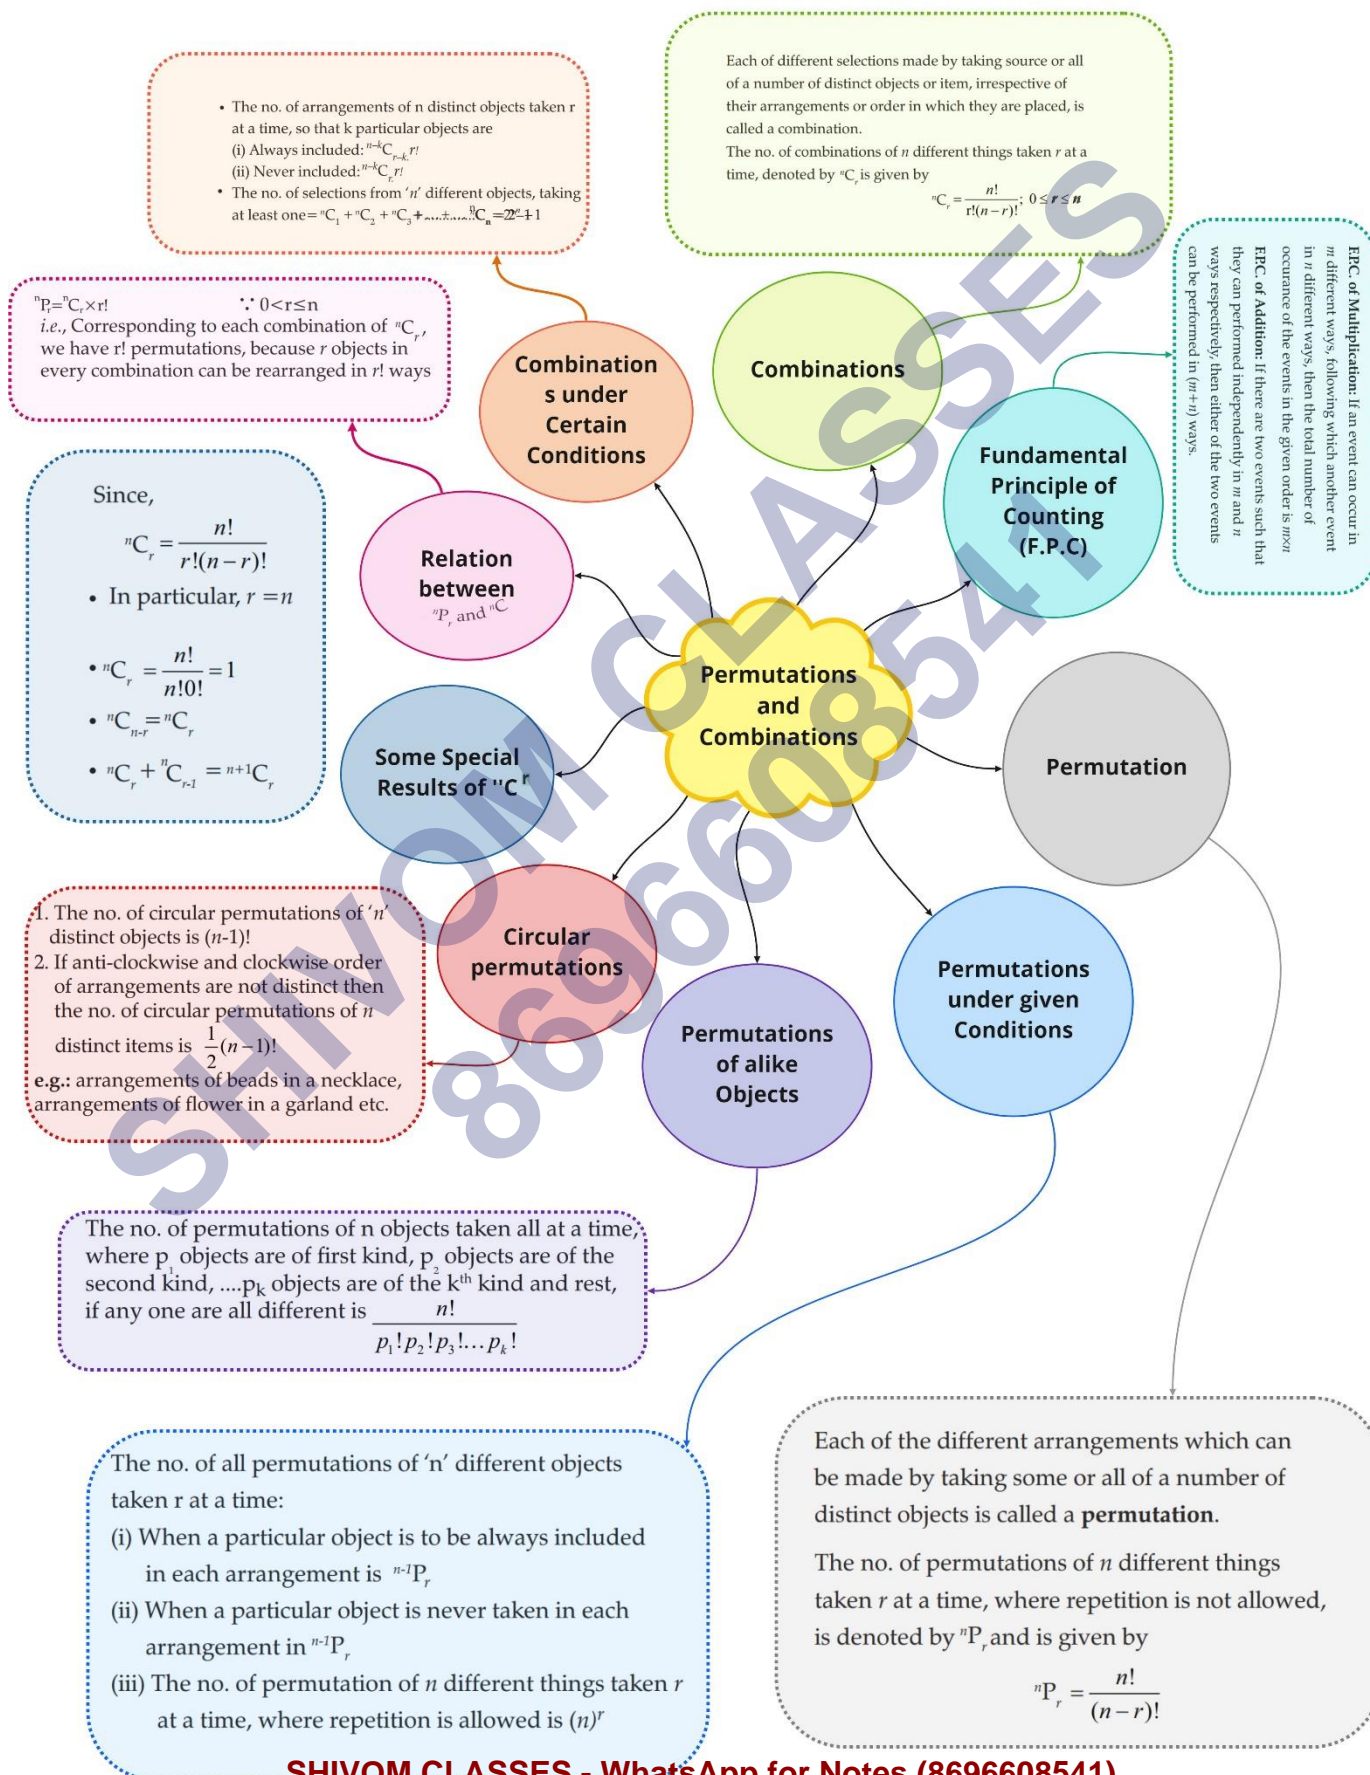 Each of different selections made by taking source or all
of a number of distinct objects or item, irrespective of
their arrangements or order in which they are placed, is
called a combination.
The no. of combinations of n different things taken r at a
time, denoted by ⁿCᵣ is given by
ⁿCᵣ = n!/r!(n−r)!; 0 ≤ r ≤ n
• The no. of arrangements of n distinct objects taken r
at a time, so that k particular objects are
(i) Always included: ⁿ⁻ᵏCᵣ₋ₖ.r!
(ii) Never included: ⁿ⁻ᵏCᵣ.r!
• The no. of selections from ‘n’ different objects, taking
at least one = ⁿC₁ + ⁿC₂ + ⁿC₃ + ........ ⁿCₙ = 2ⁿ − 1
F.P.C. of Multiplication: If an event can occur in
m different ways, following which another event
in n different ways, then the total number of
occurance of the events in the given order is m×n
F.P.C. of Addition: If there are two events such that
they can performed independently in m and n
ways respectively, then either of the two events
can be performed in (m+n) ways.
ⁿPᵣ=ⁿCᵣ×r! ∵ 0<r≤n
i.e., Corresponding to each combination of ⁿCᵣ,
we have r! permutations, because r objects in
every combination can be rearranged in r! ways
Combination
s under
Certain
Conditions
Combinations
Fundamental
Principle of
Counting
(F.P.C)
Relation
between
ⁿPᵣ and ⁿC
Since,
ⁿCᵣ = n!/r!(n−r)!
• In particular, r = n
• ⁿCᵣ = n!/n!0! = 1
• ⁿCₙ₋ᵣ = ⁿCᵣ
• ⁿCᵣ + ⁿCᵣ₋₁ = ⁿ⁺¹Cᵣ
Permutations
and
Combinations
Some Special
Results of "Cʳ
Permutation
Circular
permutations
1. The no. of circular permutations of ‘n’
distinct objects is (n-1)!
2. If anti-clockwise and clockwise order
of arrangements are not distinct then
the no. of circular permutations of n
distinct items is 1/2(n−1)!
e.g.: arrangements of beads in a necklace,
arrangements of flower in a garland etc.
Permutations
of alike
Objects
Permutations
under given
Conditions
The no. of permutations of n objects taken all at a time,
where p₁ objects are of first kind, p₂ objects are of the
second kind, ....pₖ objects are of the kᵗʰ kind and rest,
if any one are all different is n!/p₁!p₂!p₃!...pₖ!
The no. of all permutations of ‘n’ different objects
taken r at a time:
(i) When a particular object is to be always included
in each arrangement is ⁿ⁻¹Pᵣ
(ii) When a particular object is never taken in each
arrangement in ⁿ⁻¹Pᵣ
(iii) The no. of permutation of n different things taken r
at a time, where repetition is allowed is (n)ʳ
Each of the different arrangements which can
be made by taking some or all of a number of
distinct objects is called a permutation.
The no. of permutations of n different things
taken r at a time, where repetition is not allowed,
is denoted by ⁿPᵣ and is given by
ⁿPᵣ = n!/(n−r)!
SHIVOM CLASSES
8696608541
SHIVOM CLASSES - WhatsApp for Notes (8696608541)